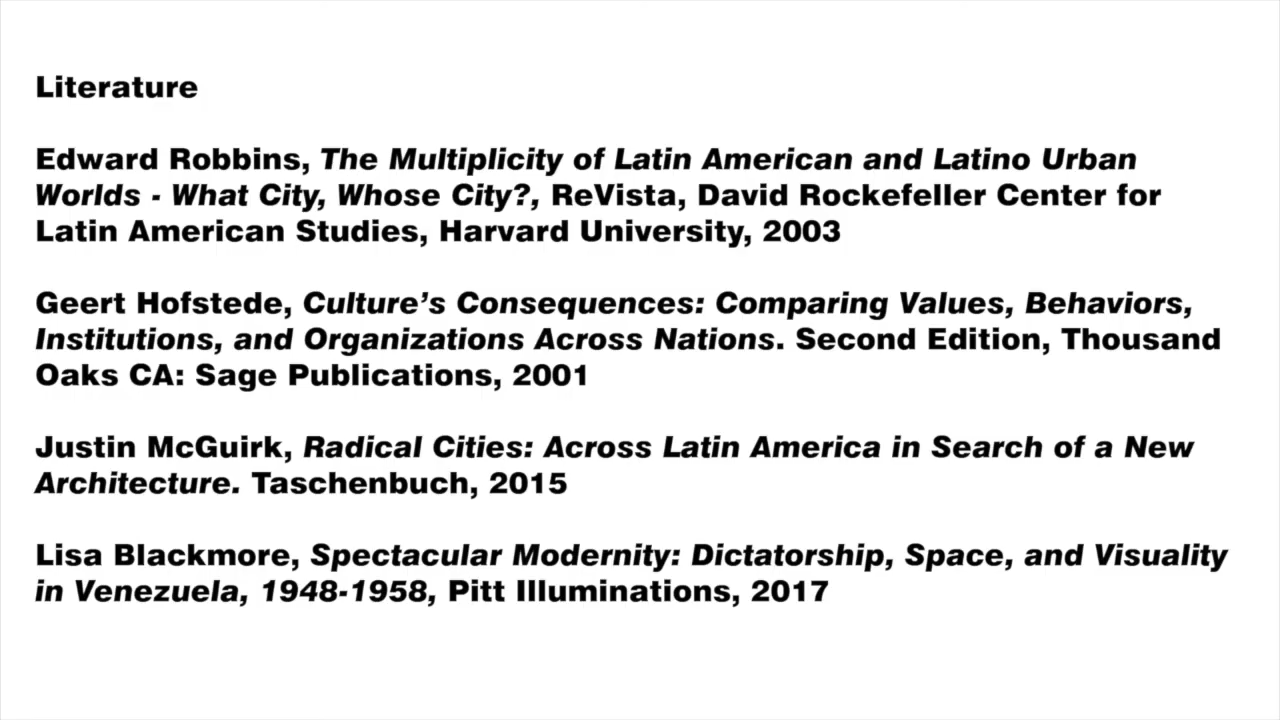 Literature
Edward Robbins, The Multiplicity of Latin American and Latino Urban
Worlds - What City, Whose City?, ReVista, David Rockefeller Center for
Latin American Studies, Harvard University, 2003
Geert Hofstede, Culture’s Consequences: Comparing Values, Behaviors,
Institutions, and Organizations Across Nations. Second Edition, Thousand
Oaks CA: Sage Publications, 2001
Justin McGuirk, Radical Cities: Across Latin America in Search of a New
Architecture. Taschenbuch, 2015
Lisa Blackmore, Spectacular Modernity: Dictatorship, Space, and Visuality
in Venezuela, 1948-1958, Pitt Illuminations, 2017